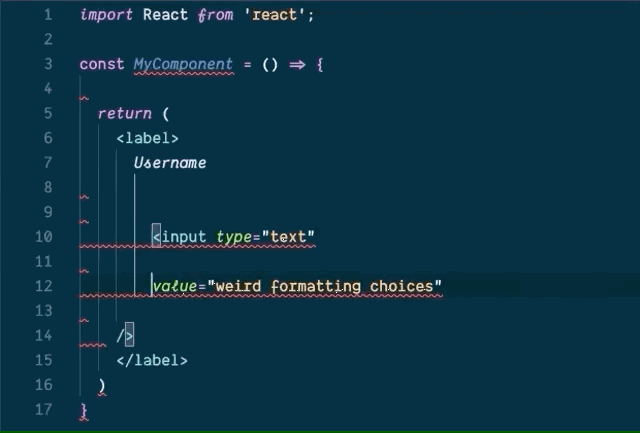 1 import React from 'react';
2
3 const MyComponent = () => {
4
5 return (
6 <label>
7 Username
8
9
10 <input type="text"
11
12 value="weird formatting choices"
13
14 />
15 </label>
16 )
17 }